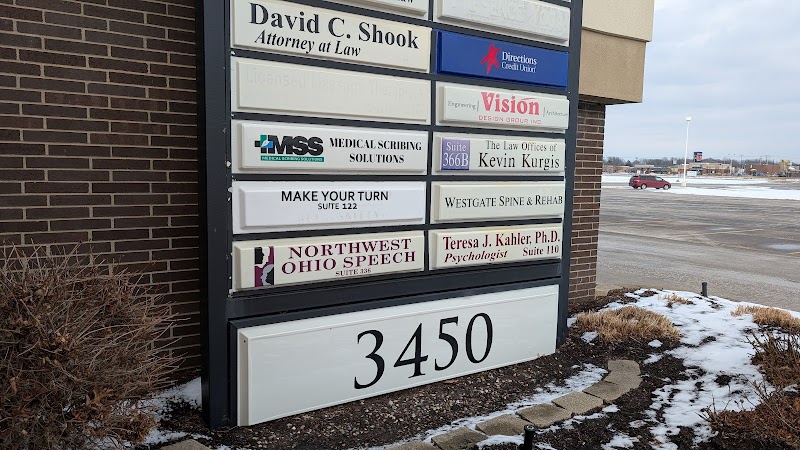 David C. Shook
Attorney at Law
Directions
Credit Union
Engineering / Vision / Architecture
DESIGN GROUP, INC.
MSS
MEDICAL SCRIBING SOLUTIONS
MEDICAL SCRIBING
SOLUTIONS
Suite
366B
The Law Offices of
Kevin Kurgis
MAKE YOUR TURN
SUITE 122
WESTGATE SPINE & REHAB
NORTHWEST
OHIO SPEECH
SUITE 336
Teresa J. Kahler, Ph.D.
Psychologist Suite 110
3450